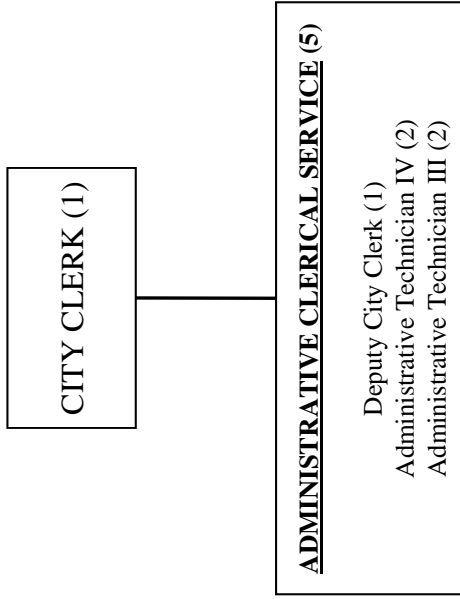 CITY CLERK (1)
ADMINISTRATIVE CLERICAL SERVICE (5)
Deputy City Clerk (1)
Administrative Technician IV (2)
Administrative Technician III (2)